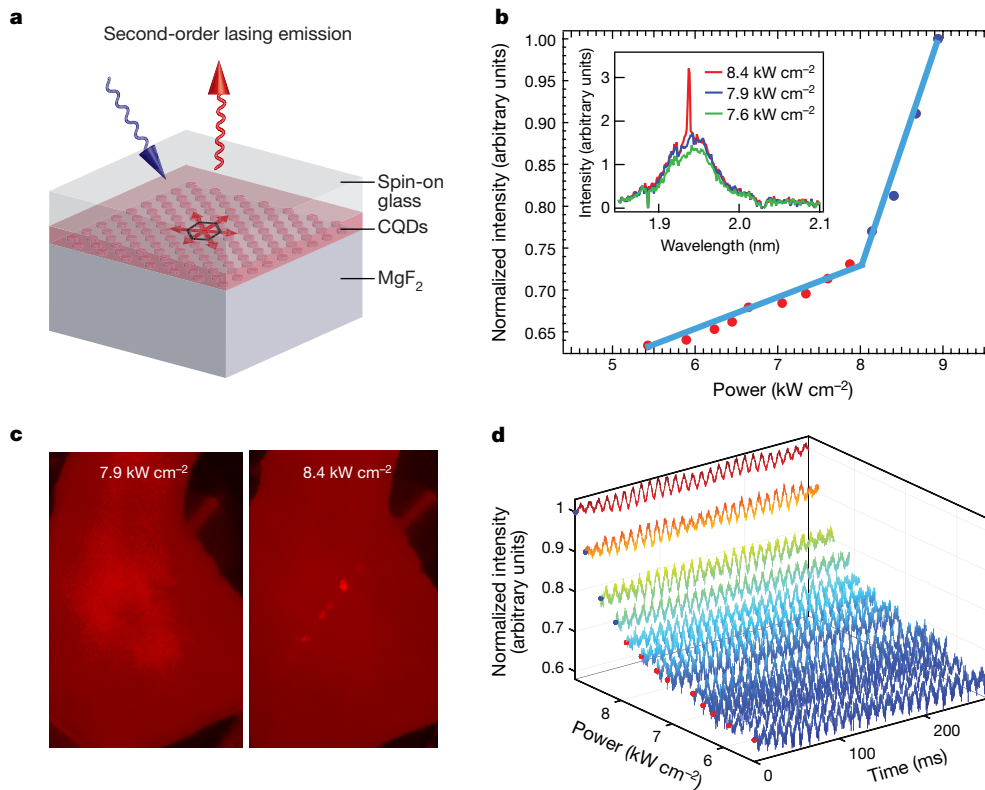 a
Second-order lasing emission
Spin-on
glass
CQDs
MgF₂
b
Normalized intensity (arbitrary units)
1.00
0.95
0.90
0.85
0.80
0.75
0.70
0.65
5
6
7
8
9
Power (kW cm⁻²)
Intensity (arbitrary units)
3
2
1
0
1.9
2.0
2.1
Wavelength (nm)
8.4 kW cm⁻²
7.9 kW cm⁻²
7.6 kW cm⁻²
c
7.9 kW cm⁻²
8.4 kW cm⁻²
d
Normalized intensity
(arbitrary units)
1
0.9
0.8
0.7
0.6
8
7
6
Power (kW cm⁻²)
0
100
200
Time (ms)